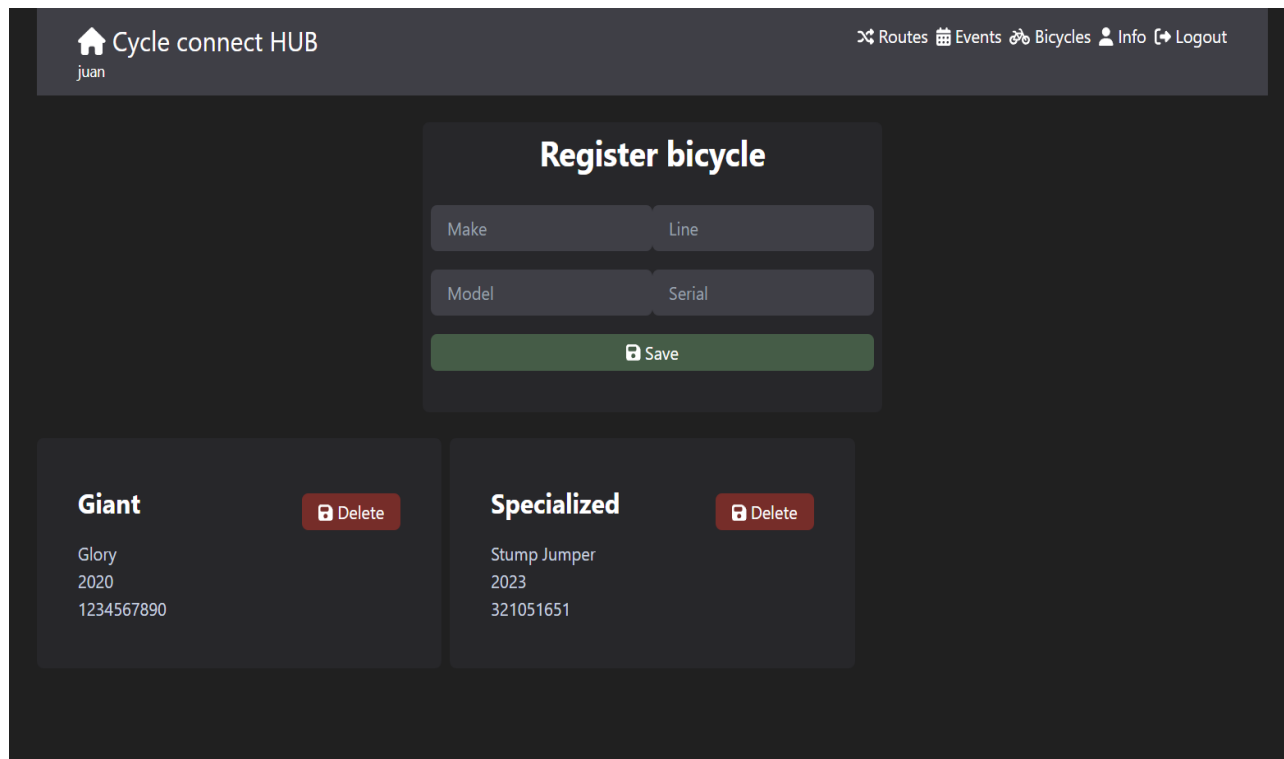 Cycle connect HUB
juan
Routes Events Bicycles Info Logout
Register bicycle
Make Line
Model Serial
Save
Giant
Delete
Glory
2020
1234567890
Specialized
Delete
Stump Jumper
2023
321051651